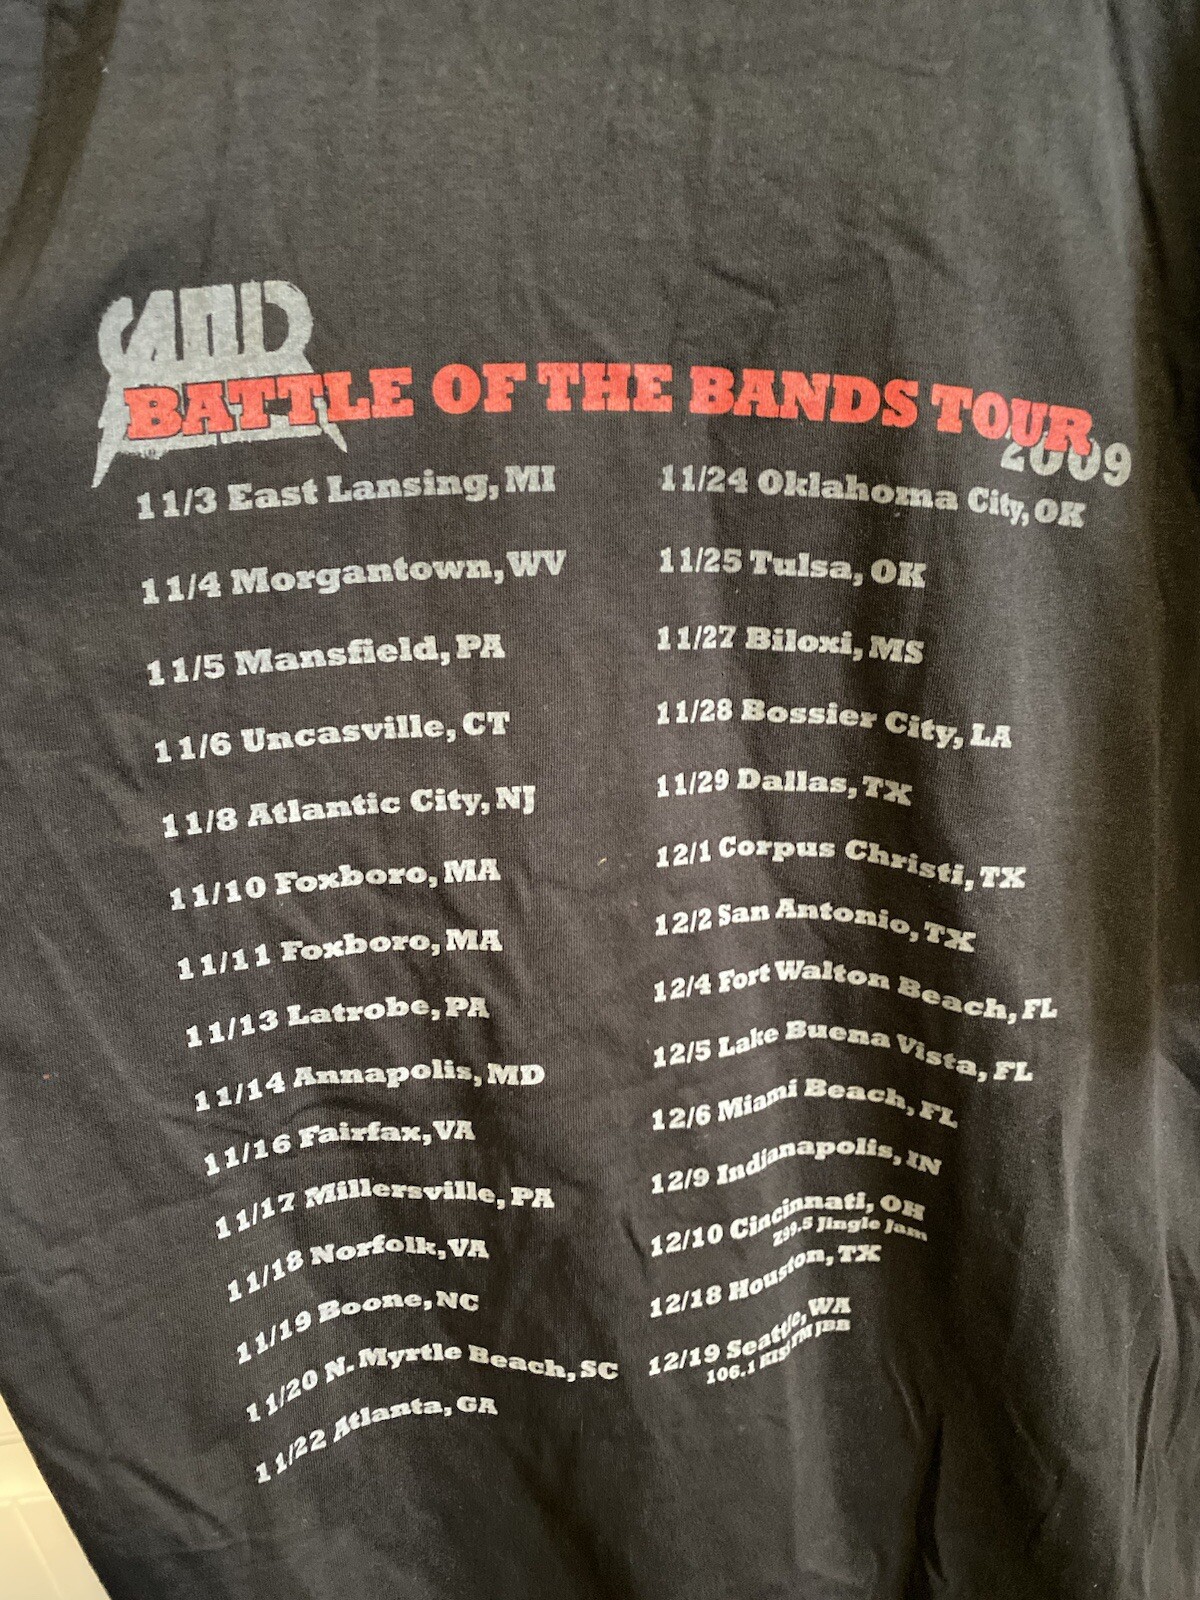 BATTLE OF THE BANDS TOUR
2009
11/3 East Lansing, MI
11/4 Morgantown, WV
11/5 Mansfield, PA
11/6 Uncasville, CT
11/8 Atlantic City, NJ
11/10 Foxboro, MA
11/11 Foxboro, MA
11/13 Latrobe, PA
11/14 Annapolis, MD
11/16 Fairfax, VA
11/17 Millersville, PA
11/18 Norfolk, VA
11/19 Boone, NC
11/20 N. Myrtle Beach, SC
11/22 Atlanta, GA
11/24 Oklahoma City, OK
11/25 Tulsa, OK
11/27 Biloxi, MS
11/28 Bossier City, LA
11/29 Dallas, TX
12/1 Corpus Christi, TX
12/2 San Antonio, TX
12/4 Fort Walton Beach, FL
12/5 Lake Buena Vista, FL
12/6 Miami Beach, FL
12/9 Indianapolis, IN
12/10 Cincinnati, OH
Z99.5 Jingle Jam
12/18 Houston, TX
12/19 Seattle, WA
106.1 KISS FM JBB